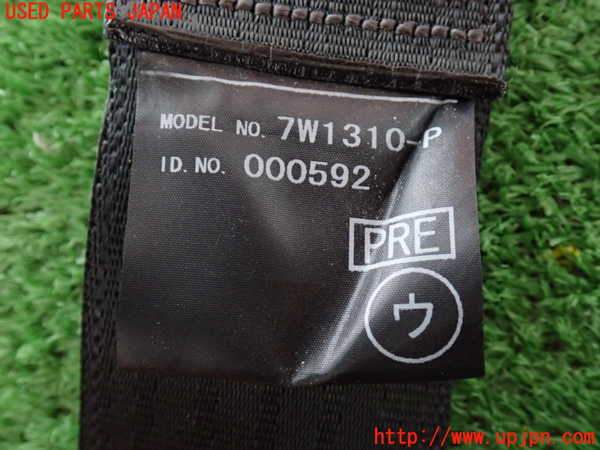 USED PARTS JAPAN
MODEL NO. 7W1310-P
ID. NO. 000592
PRE
ウ
http://www.upjpn.com/